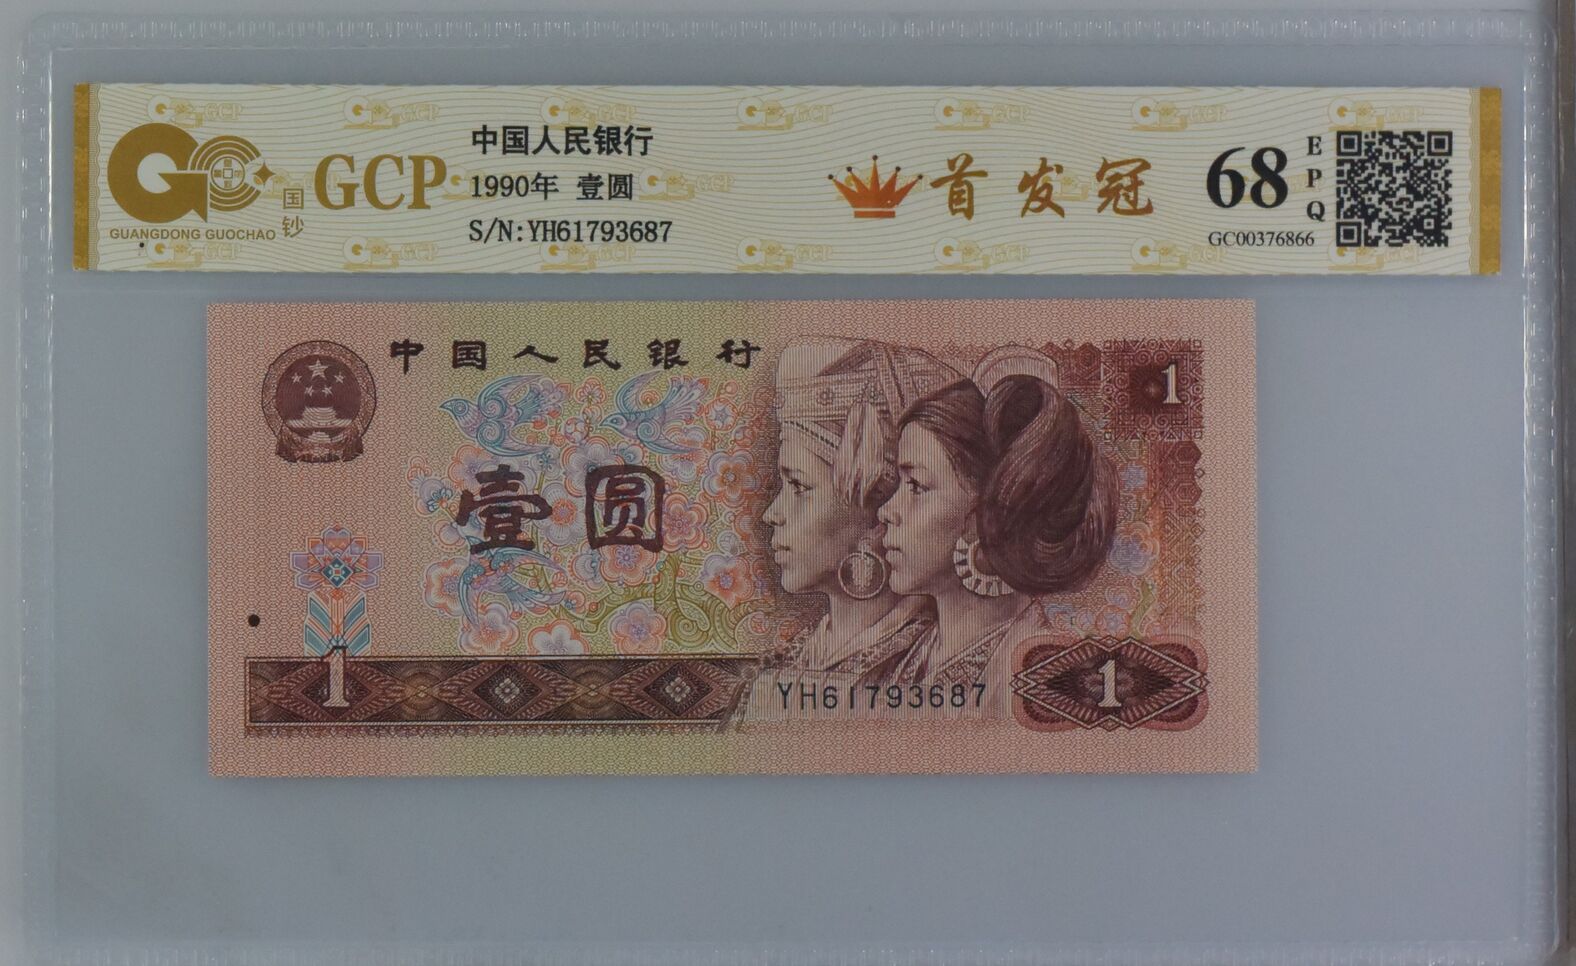 GUANGDONG GUOCHAO
国钞
GCP
中国人民银行
1990年 壹圆
S/N:YH61793687
首发冠
68
EPQ
GC00376866
中国人民银行
1
壹圆
1
YH61793687
1